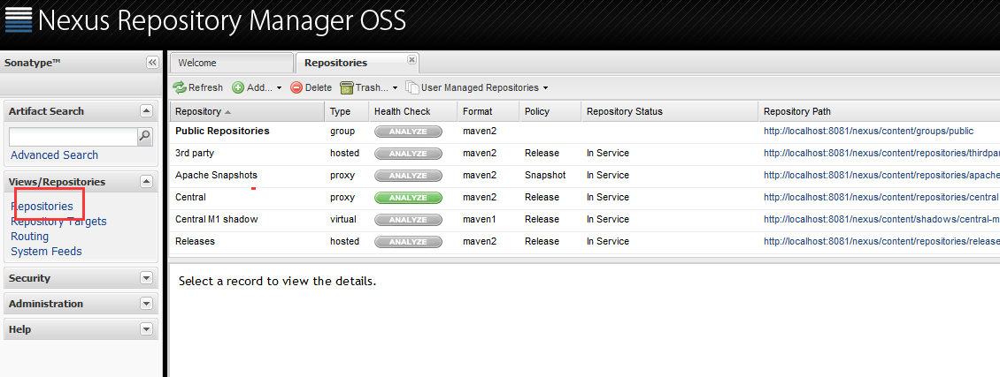 Nexus Repository Manager OSS
Sonatype™
Welcome
Repositories
Refresh Add... Delete Trash... User Managed Repositories
Artifact Search
Advanced Search
Views/Repositories
Repositories
Repository Targets
Routing
System Feeds
Security
Administration
Help
Repository Type Health Check Format Policy Repository Status Repository Path
Public Repositories group ANALYZE maven2 http://localhost:8081/nexus/content/groups/public
3rd party hosted ANALYZE maven2 Release In Service http://localhost:8081/nexus/content/repositories/thirdpar
Apache Snapshots proxy ANALYZE maven2 Snapshot In Service http://localhost:8081/nexus/content/repositories/apache
Central proxy ANALYZE maven2 Release In Service http://localhost:8081/nexus/content/repositories/central
Central M1 shadow virtual ANALYZE maven1 Release In Service http://localhost:8081/nexus/content/shadows/central-m
Releases hosted ANALYZE maven2 Release In Service http://localhost:8081/nexus/content/repositories/release
Select a record to view the details.